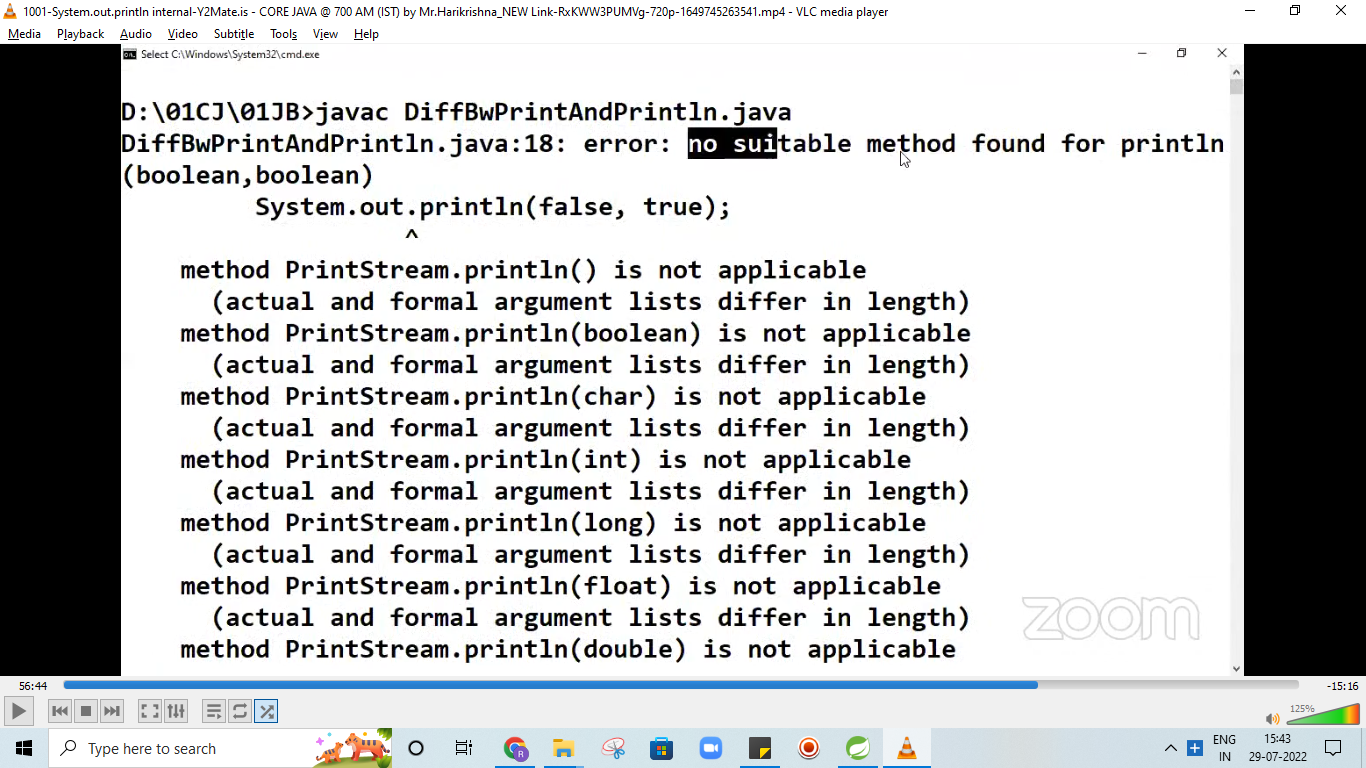 1001-System.out.println internal-Y2Mate.is - CORE JAVA @ 700 AM (IST) by Mr.Harikrishna_NEW Link-RxKWW3PUMVg-720p-1649745263541.mp4 - VLC media player
Media Playback Audio Video Subtitle Tools View Help
Select C:\Windows\System32\cmd.exe
D:\01CJ\01JB>javac DiffBwPrintAndPrintln.java
DiffBwPrintAndPrintln.java:18: error: no suitable method found for println
(boolean,boolean)
System.out.println(false, true);
^
method PrintStream.println() is not applicable
(actual and formal argument lists differ in length)
method PrintStream.println(boolean) is not applicable
(actual and formal argument lists differ in length)
method PrintStream.println(char) is not applicable
(actual and formal argument lists differ in length)
method PrintStream.println(int) is not applicable
(actual and formal argument lists differ in length)
method PrintStream.println(long) is not applicable
(actual and formal argument lists differ in length)
method PrintStream.println(float) is not applicable
(actual and formal argument lists differ in length)
method PrintStream.println(double) is not applicable
zoom
56:44
-15:16
125%
Type here to search
R
ENG
IN
15:43
29-07-2022